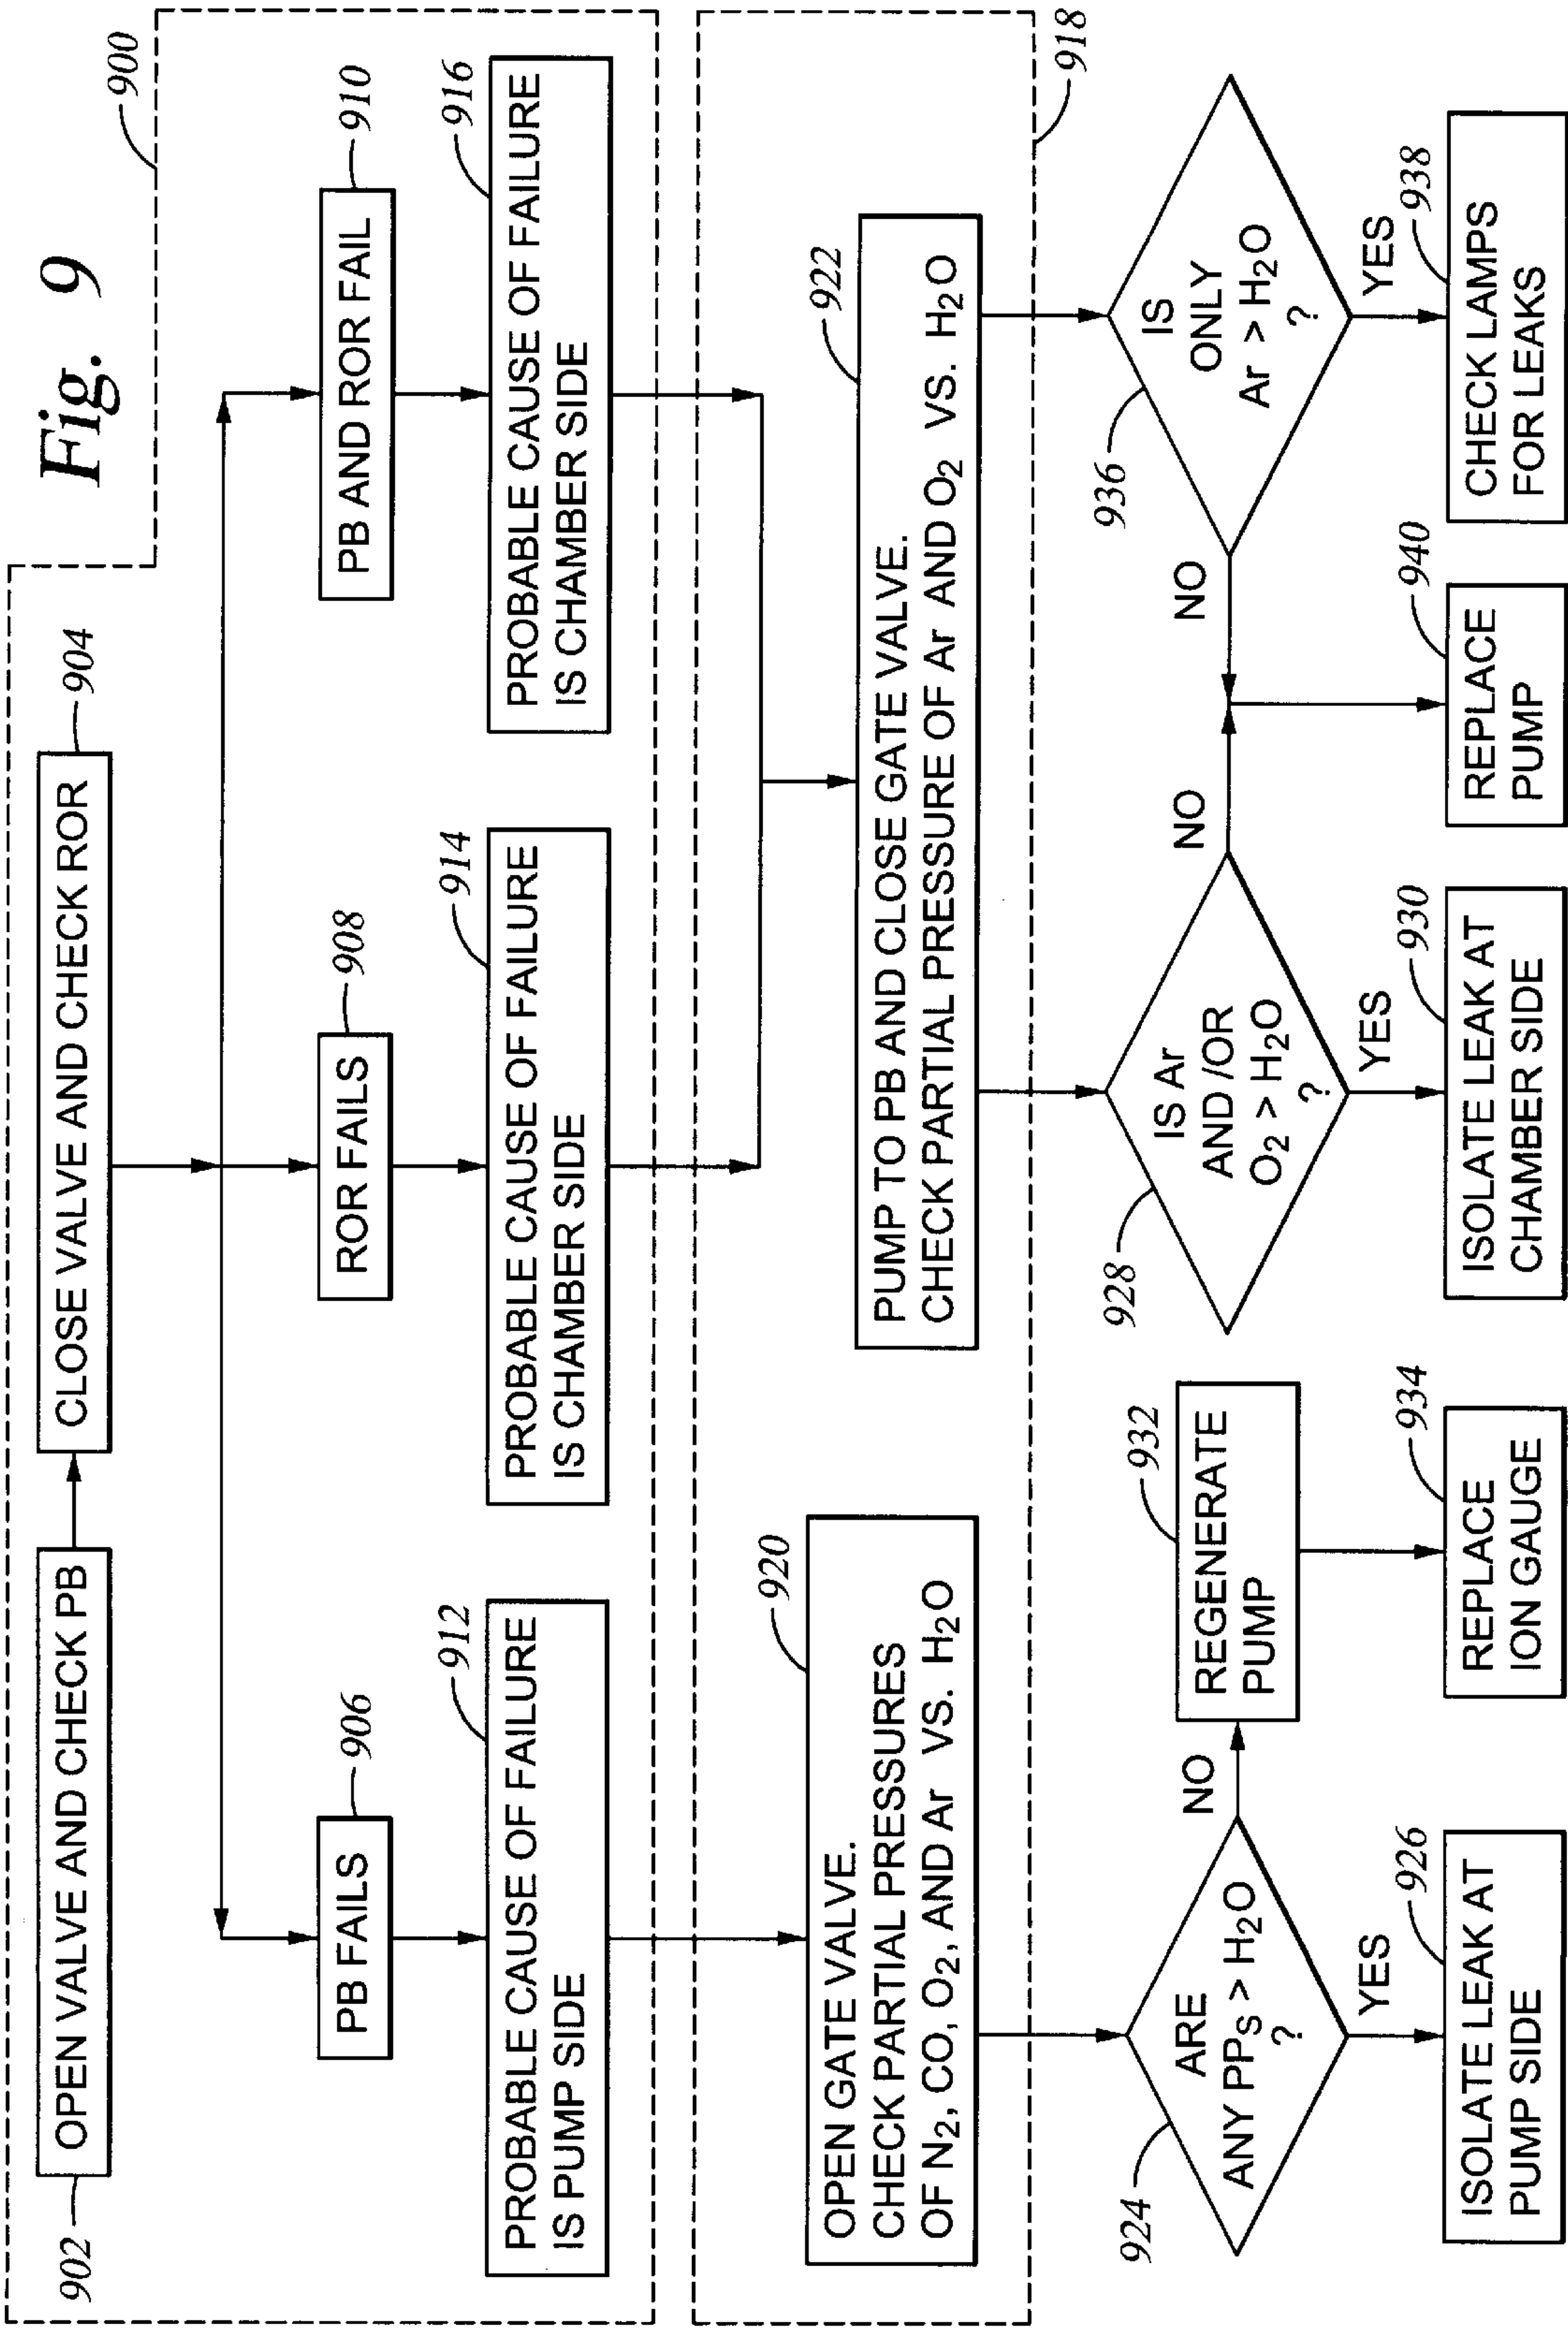 Fig. 9
900
902
OPEN VALVE AND CHECK PB
904
CLOSE VALVE AND CHECK ROR
906
PB FAILS
908
ROR FAILS
910
PB AND ROR FAIL
912
PROBABLE CAUSE OF FAILURE
IS PUMP SIDE
914
PROBABLE CAUSE OF FAILURE
IS CHAMBER SIDE
916
PROBABLE CAUSE OF FAILURE
IS CHAMBER SIDE
918
920
OPEN GATE VALVE.
CHECK PARTIAL PRESSURES
OF N₂, CO, O₂, AND Ar VS. H₂O
922
PUMP TO PB AND CLOSE GATE VALVE.
CHECK PARTIAL PRESSURE OF Ar AND O₂ VS. H₂O
924
ARE
ANY PPS > H₂O
?
NO
YES
932
REGENERATE
PUMP
928
IS Ar
AND /OR
O₂ > H₂O
?
NO
YES
936
IS
ONLY
Ar > H₂O
?
NO
YES
926
ISOLATE LEAK AT
PUMP SIDE
934
REPLACE
ION GAUGE
930
ISOLATE LEAK AT
CHAMBER SIDE
940
REPLACE
PUMP
938
CHECK LAMPS
FOR LEAKS